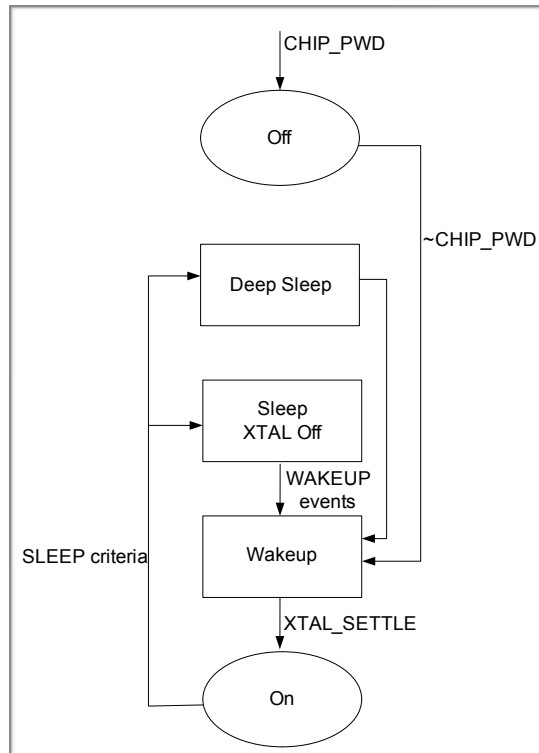 CHIP_PWD
Off
~CHIP_PWD
Deep Sleep
Sleep
XTAL Off
WAKEUP
events
Wakeup
SLEEP criteria
XTAL_SETTLE
On